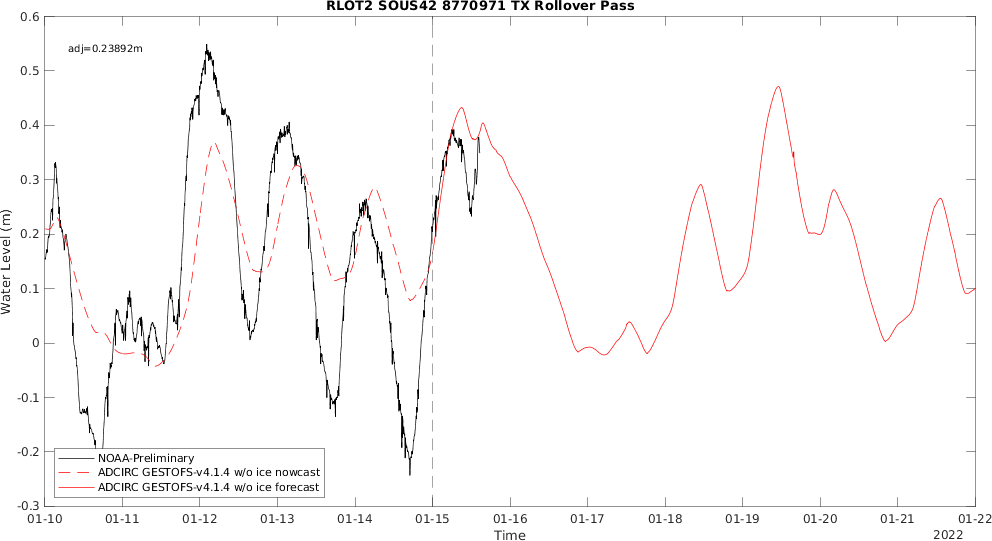 RLOT2 SOUS42 8770971 TX Rollover Pass
adj=0.23892m
0.6
0.5
0.4
0.3
0.2
0.1
0
-0.1
-0.2
-0.3
Water Level (m)
NOAA-Preliminary
ADCIRC GESTOFS-v4.1.4 w/o ice nowcast
ADCIRC GESTOFS-v4.1.4 w/o ice forecast
01-10 01-11 01-12 01-13 01-14 01-15 01-16 01-17 01-18 01-19 01-20 01-21 01-22
Time
2022